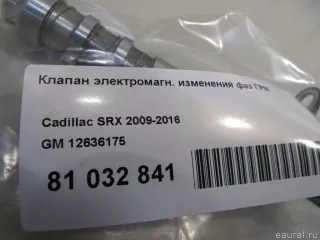 Клапан электромагн. изменения фаз ГРМ
Cadillac SRX 2009-2016
GM 12636175
81 032 841
eaural.ru